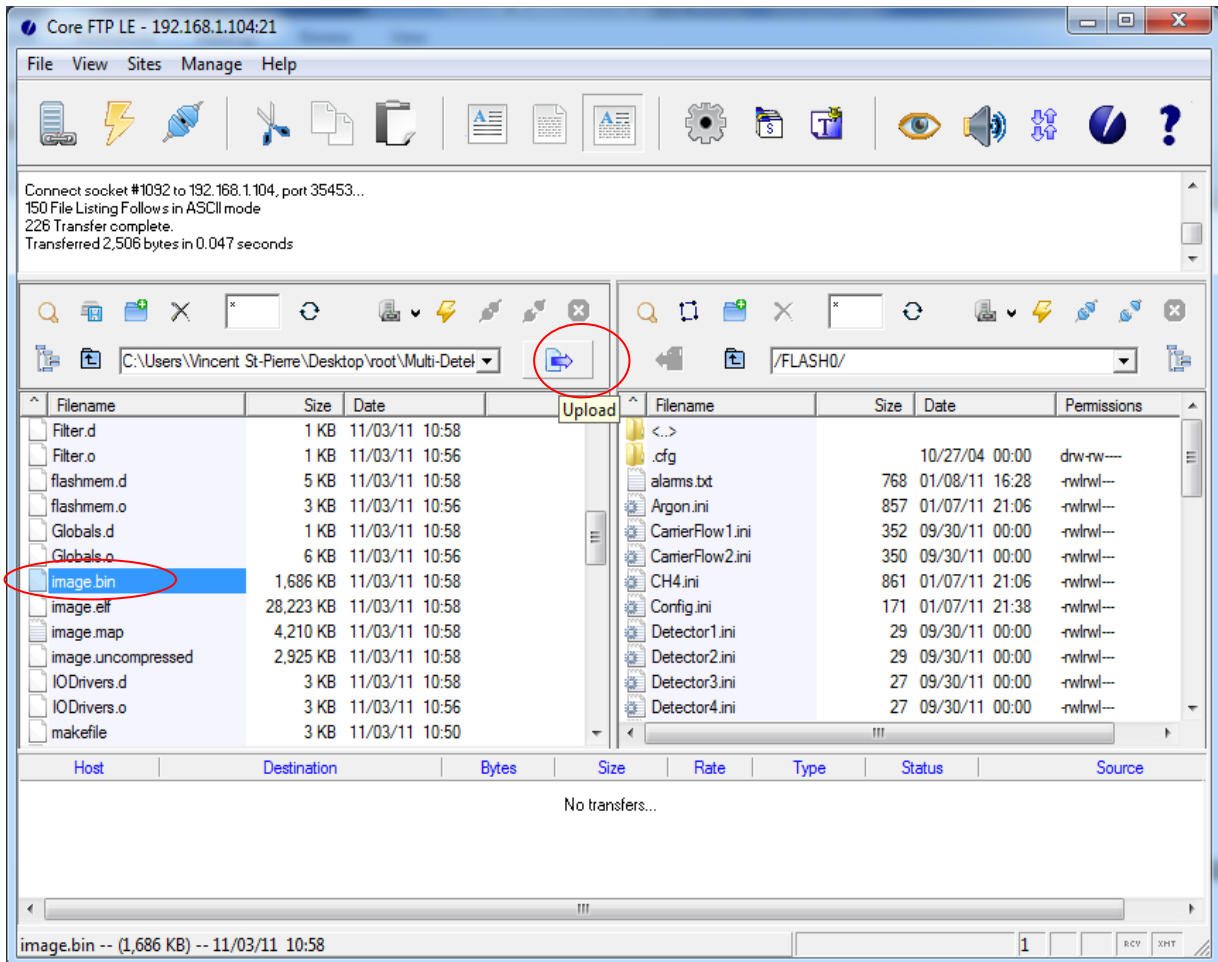 Core FTP LE - 192.168.1.104:21
File View Sites Manage Help
Connect socket #1092 to 192.168.1.104, port 35453...
150 File Listing Follows in ASCII mode
226 Transfer complete.
Transferred 2,506 bytes in 0.047 seconds
C:\Users\Vincent St-Pierre\Desktop\root\Multi-Detek
Upload
Filename Size Date
Filter.d 1 KB 11/03/11 10:58
Filter.o 1 KB 11/03/11 10:56
flashmem.d 5 KB 11/03/11 10:58
flashmem.o 3 KB 11/03/11 10:56
Globals.d 1 KB 11/03/11 10:58
Globals.o 6 KB 11/03/11 10:56
image.bin 1,686 KB 11/03/11 10:58
image.elf 28,223 KB 11/03/11 10:58
image.map 4,210 KB 11/03/11 10:58
image.uncompressed 2,925 KB 11/03/11 10:58
IODrivers.d 3 KB 11/03/11 10:58
IODrivers.o 3 KB 11/03/11 10:56
makefile 3 KB 11/03/11 10:50
/FLASH0/
Filename Size Date Permissions
<..>
.cfg 10/27/04 00:00 drw-rw----
alarms.txt 768 01/08/11 16:28 -rwlrwl---
Argon.ini 857 01/07/11 21:06 -rwlrwl---
CarrierFlow1.ini 352 09/30/11 00:00 -rwlrwl---
CarrierFlow2.ini 350 09/30/11 00:00 -rwlrwl---
CH4.ini 861 01/07/11 21:06 -rwlrwl---
Config.ini 171 01/07/11 21:38 -rwlrwl---
Detector1.ini 29 09/30/11 00:00 -rwlrwl---
Detector2.ini 29 09/30/11 00:00 -rwlrwl---
Detector3.ini 27 09/30/11 00:00 -rwlrwl---
Detector4.ini 27 09/30/11 00:00 -rwlrwl---
Host Destination Bytes Size Rate Type Status Source
No transfers...
image.bin -- (1,686 KB) -- 11/03/11 10:58
1
RCV XMT